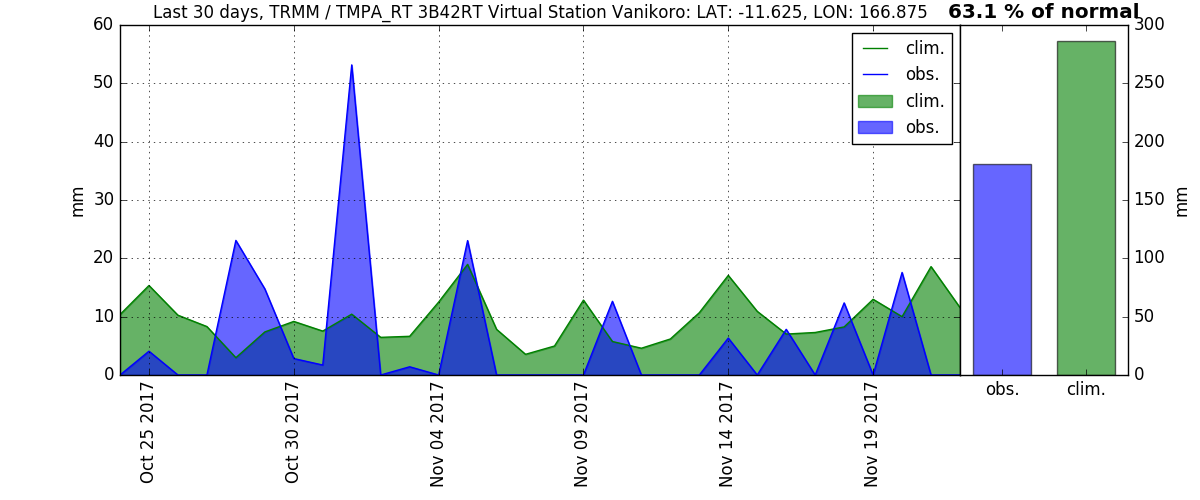 Last 30 days, TRMM / TMPA_RT 3B42RT Virtual Station Vanikoro: LAT: -11.625, LON: 166.875
63.1 % of normal
60
50
40
30
20
10
0
mm
clim.
obs.
clim.
obs.
300
250
200
150
100
50
0
mm
obs.
clim.
Oct 25 2017
Oct 30 2017
Nov 04 2017
Nov 09 2017
Nov 14 2017
Nov 19 2017